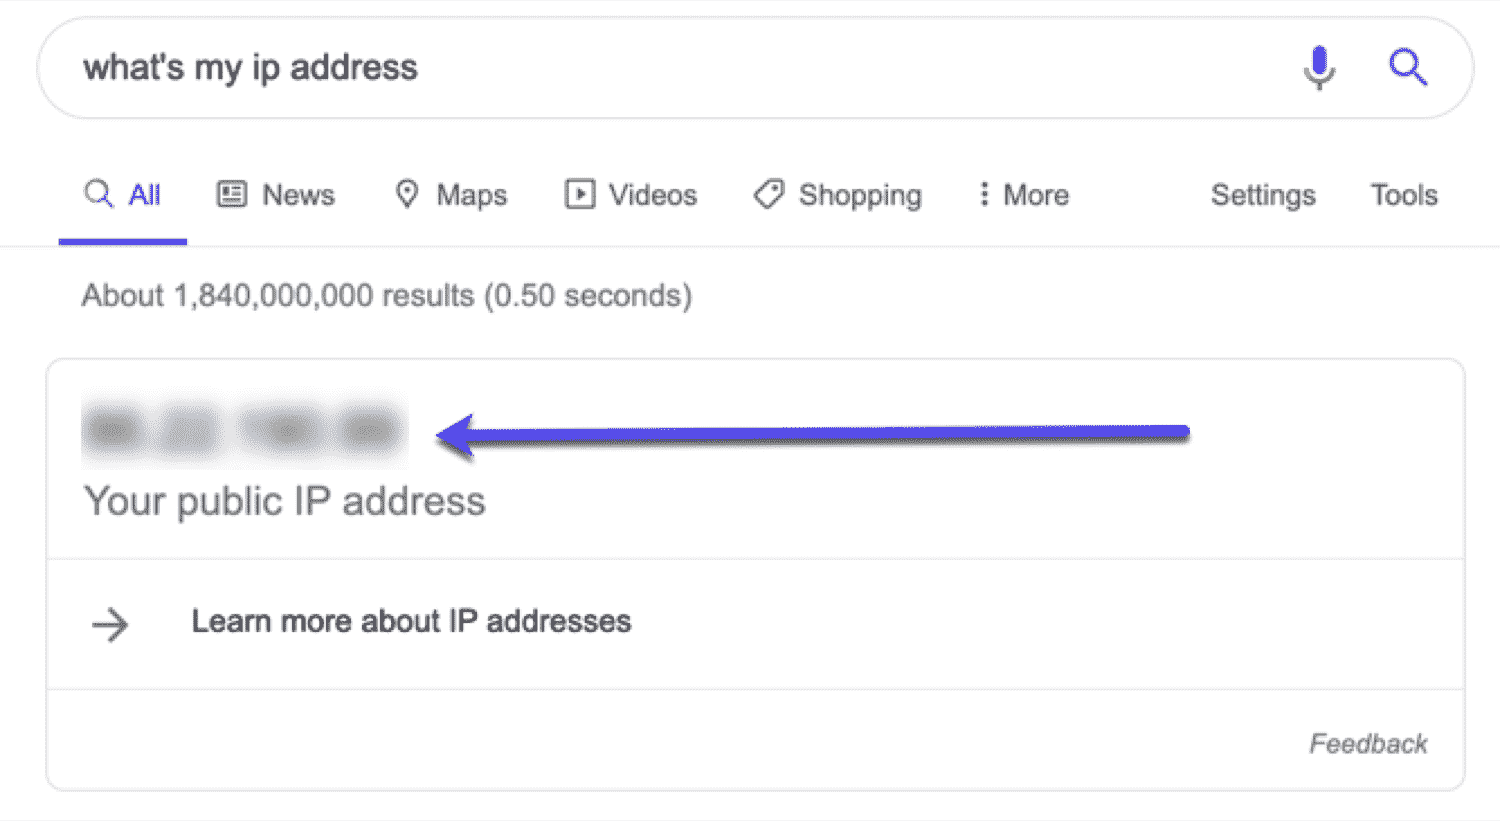 what's my ip address
All News Maps Videos Shopping More Settings Tools
About 1,840,000,000 results (0.50 seconds)
Your public IP address
Learn more about IP addresses
Feedback